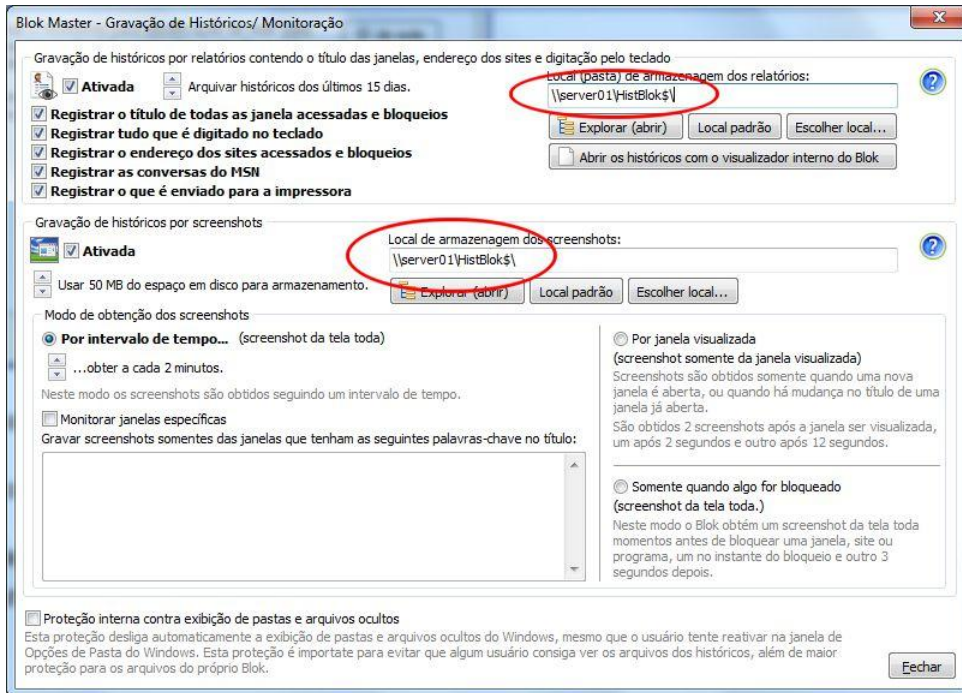 Blok Master - Gravação de Históricos/ Monitoração
Gravação de históricos por relatórios contendo o título das janelas, endereço dos sites e digitação pelo teclado
Ativada
Arquivar históricos dos últimos 15 dias.
Local (pasta) de armazenagem dos relatórios:
\\server01\HistBlok$\
Registrar o título de todas as janela acessadas e bloqueios
Registrar tudo que é digitado no teclado
Registrar o endereço dos sites acessados e bloqueios
Registrar as conversas do MSN
Registrar o que é enviado para a impressora
Explorar (abrir)
Local padrão
Escolher local...
Abrir os históricos com o visualizador interno do Blok
Gravação de históricos por screenshots
Ativada
Local de armazenagem dos screenshots:
\\server01\HistBlok$\
Usar 50 MB do espaço em disco para armazenamento.
Explorar (abrir)
Local padrão
Escolher local...
Modo de obtenção dos screenshots
Por intervalo de tempo... (screenshot da tela toda)
...obter a cada 2 minutos.
Neste modo os screenshots são obtidos seguindo um intervalo de tempo.
Monitorar janelas específicas
Gravar screenshots somentes das janelas que tenham as seguintes palavras-chave no título:
Por janela visualizada
(screenshot somente da janela visualizada)
Screenshots são obtidos somente quando uma nova
janela é aberta, ou quando há mudança no título de uma
janela já aberta.
São obtidos 2 screenshots após a janela ser visualizada,
um após 2 segundos e outro após 12 segundos.
Somente quando algo for bloqueado
(screenshot da tela toda.)
Neste modo o Blok obtém um screenshot da tela toda
momentos antes de bloquear uma janela, site ou
programa, um no instante do bloqueio e outro 3
segundos depois.
Proteção interna contra exibição de pastas e arquivos ocultos
Esta proteção desliga automaticamente a exibição de pastas e arquivos ocultos do Windows, mesmo que o usuário tente reativar na janela de
Opções de Pasta do Windows. Esta proteção é importate para evitar que algum usuário consiga ver os arquivos dos históricos, além de maior
proteção para os arquivos do próprio Blok.
Fechar